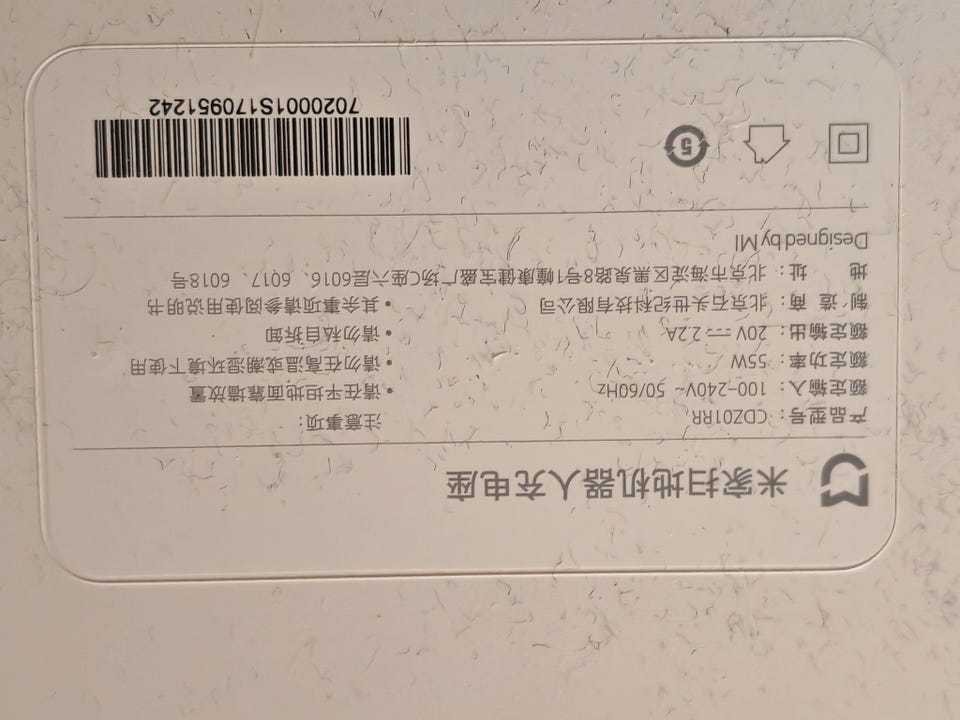 米家扫地机器人充电座
产品型号：CDZ01RR
额定输入：100-240V~ 50/60Hz
额定功率：55W
额定输出：20V⎓2.2A
制 造 商：北京石头世纪科技有限公司
地 址：北京市海淀区黑泉路8号1幢康健宝盛广场C座六层6016、6017、6018号
Designed by MI
注意事项：
• 请在平坦地面靠墙放置
• 请勿在高温或潮湿环境下使用
• 请勿私自拆卸
• 其余事项请参阅使用说明书
5
7020001S170951242